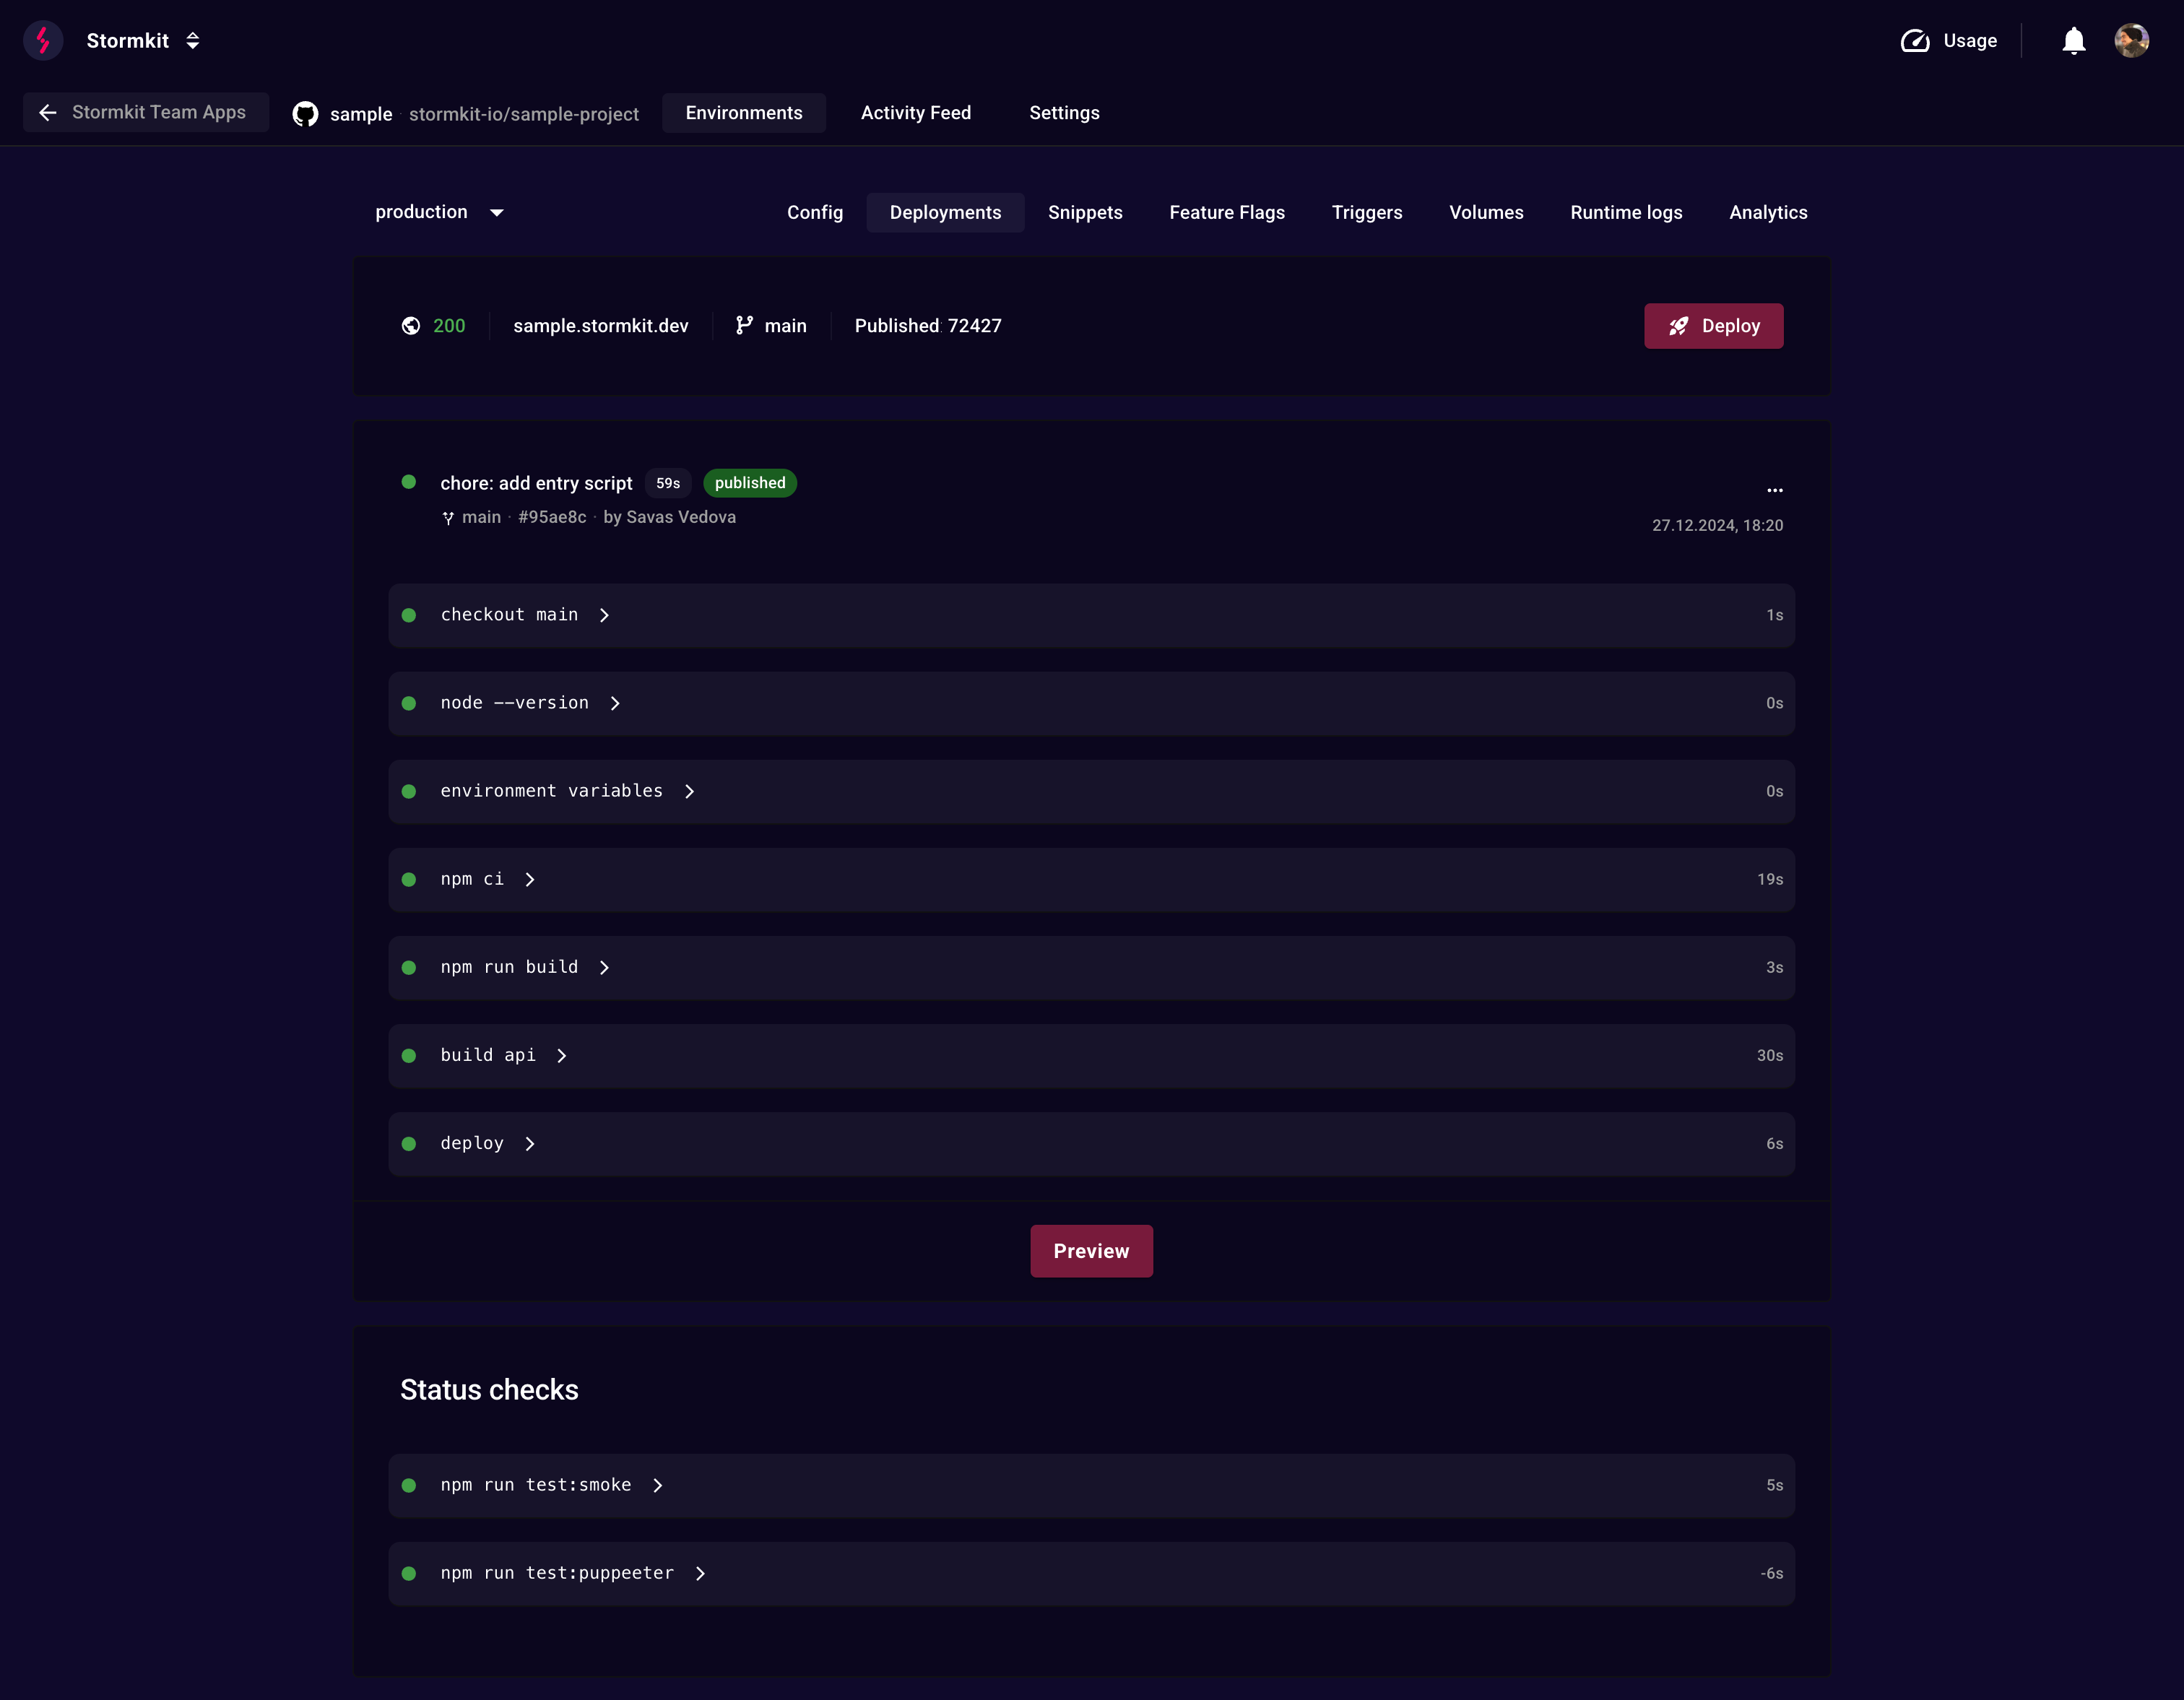 Stormkit
Usage
Stormkit Team Apps
sample · stormkit-io/sample-project
Environments
Activity Feed
Settings
production
Config
Deployments
Snippets
Feature Flags
Triggers
Volumes
Runtime logs
Analytics
200
sample.stormkit.dev
main
Published: 72427
Deploy
chore: add entry script
59s
published
...
main · #95ae8c · by Savas Vedova
27.12.2024, 18:20
checkout main
1s
node --version
0s
environment variables
0s
npm ci
19s
npm run build
3s
build api
30s
deploy
6s
Preview
Status checks
npm run test:smoke
5s
npm run test:puppeeter
-6s